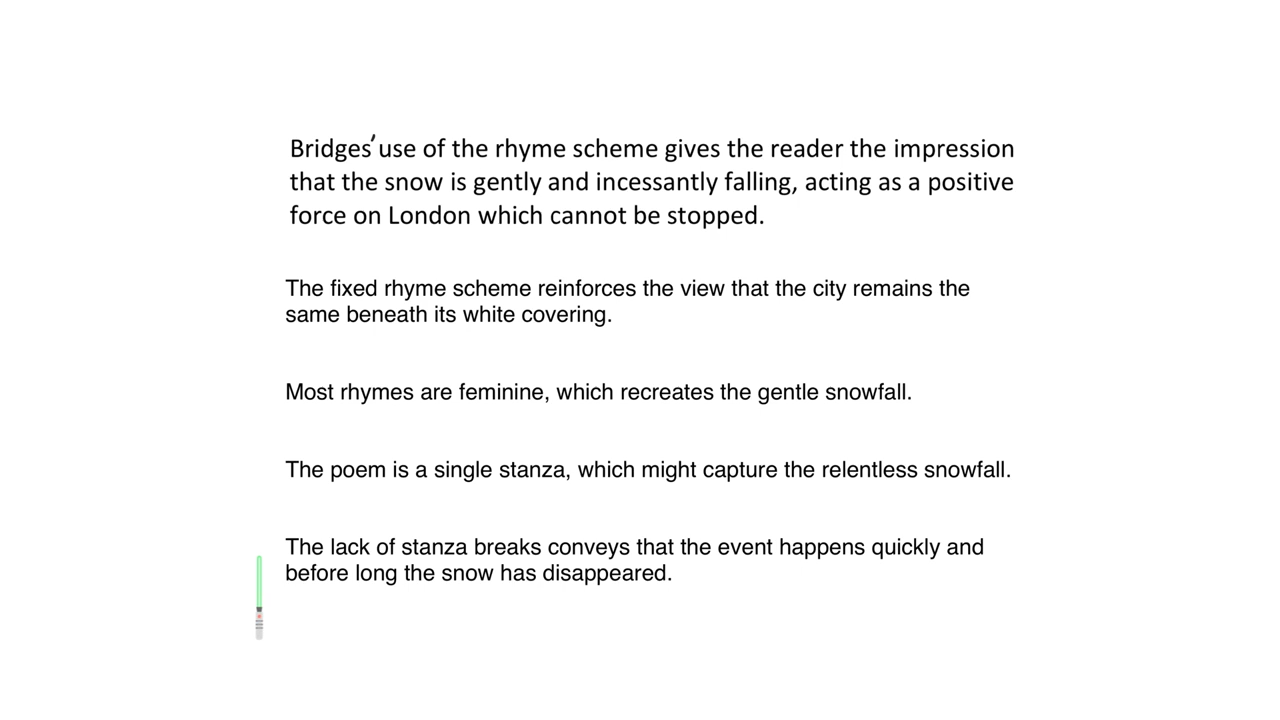 Bridges' use of the rhyme scheme gives the reader the impression
that the snow is gently and incessantly falling, acting as a positive
force on London which cannot be stopped.
The fixed rhyme scheme reinforces the view that the city remains the
same beneath its white covering.
Most rhymes are feminine, which recreates the gentle snowfall.
The poem is a single stanza, which might capture the relentless snowfall.
The lack of stanza breaks conveys that the event happens quickly and
before long the snow has disappeared.